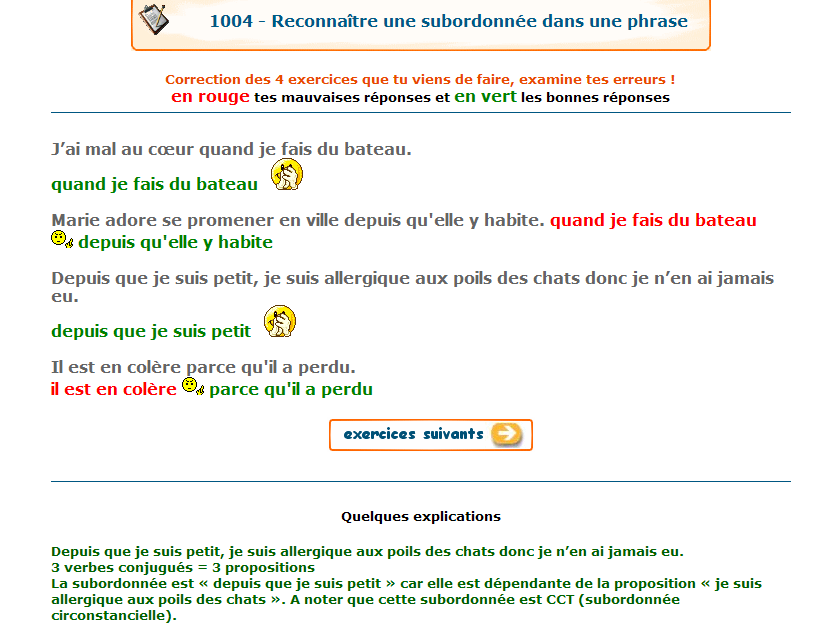 1004 - Reconnaître une subordonnée dans une phrase
Correction des 4 exercices que tu viens de faire, examine tes erreurs !
en rouge tes mauvaises réponses et en vert les bonnes réponses
J’ai mal au cœur quand je fais du bateau.
quand je fais du bateau
Marie adore se promener en ville depuis qu'elle y habite. quand je fais du bateau
depuis qu'elle y habite
Depuis que je suis petit, je suis allergique aux poils des chats donc je n’en ai jamais
eu.
depuis que je suis petit
Il est en colère parce qu'il a perdu.
il est en colère parce qu'il a perdu
exercices suivants
Quelques explications
Depuis que je suis petit, je suis allergique aux poils des chats donc je n’en ai jamais eu.
3 verbes conjugués = 3 propositions
La subordonnée est « depuis que je suis petit » car elle est dépendante de la proposition « je suis
allergique aux poils des chats ». A noter que cette subordonnée est CCT (subordonnée
circonstancielle).